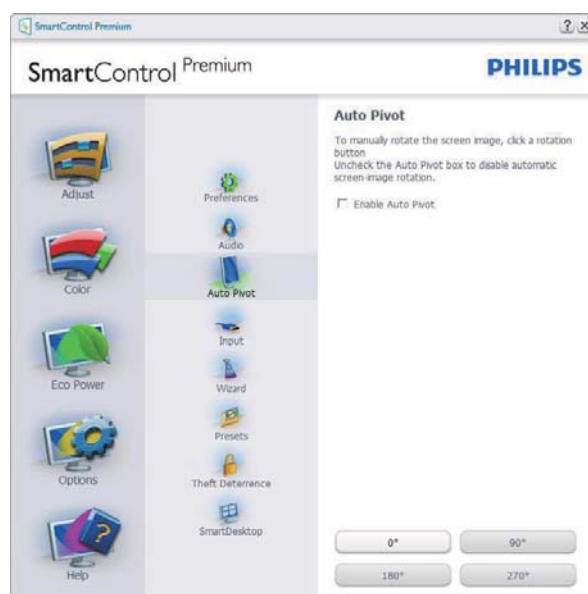 SmartControl Premium
SmartControl Premium
PHILIPS
Adjust
Color
Eco Power
Options
Help
Preferences
Audio
Auto Pivot
Input
Wizard
Presets
Theft Deterrence
SmartDesktop
Auto Pivot
To manually rotate the screen image, click a rotation
button
Uncheck the Auto Pivot box to disable automatic
screen-image rotation.
Enable Auto Pivot
0°
90°
180°
270°